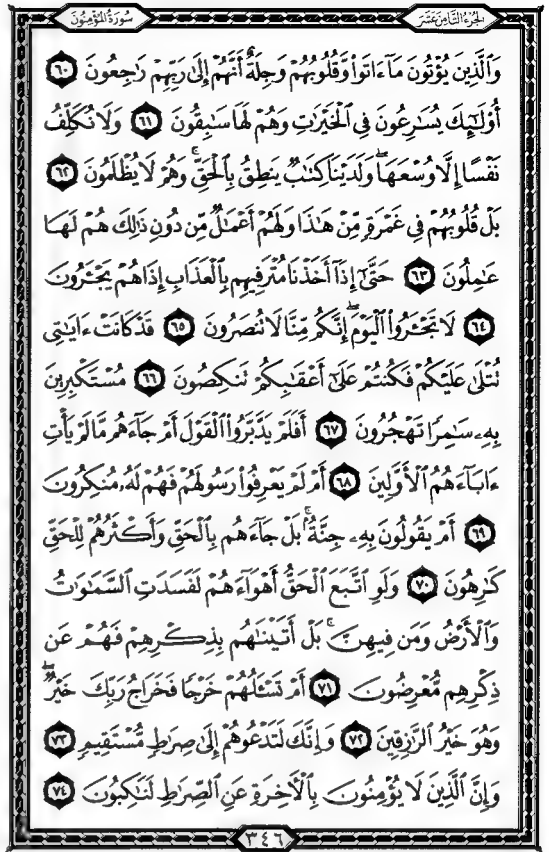 الجزء الثامن عشر
سورة المؤمنون
وَالَّذِينَ يُؤْتُونَ مَآ ءَاتَوا۟ وَّقُلُوبُهُمْ وَجِلَةٌ أَنَّهُمْ إِلَىٰ رَبِّهِمْ رَٰجِعُونَ ٦٠
أُو۟لَٰٓئِكَ يُسَٰرِعُونَ فِى ٱلْخَيْرَٰتِ وَهُمْ لَهَا سَٰبِقُونَ ٦١ وَلَا نُكَلِّفُ
نَفْسًا إِلَّا وُسْعَهَا ۖ وَلَدَيْنَا كِتَٰبٌ يَنطِقُ بِٱلْحَقِّ ۚ وَهُمْ لَا يُظْلَمُونَ ٦٢
بَلْ قُلُوبُهُمْ فِى غَمْرَةٍ مِّنْ هَٰذَا وَلَهُمْ أَعْمَٰلٌ مِّن دُونِ ذَٰلِكَ هُمْ لَهَا
عَٰمِلُونَ ٦٣ حَتَّىٰٓ إِذَآ أَخَذْنَا مُتْرَفِيهِم بِٱلْعَذَابِ إِذَا هُمْ يَجْـَٔرُونَ
٦٤ لَا تَجْـَٔرُوا۟ ٱلْيَوْمَ ۖ إِنَّكُم مِّنَّا لَا تُنصَرُونَ ٦٥ قَدْ كَانَتْ ءَايَٰتِى
تُتْلَىٰ عَلَيْكُمْ فَكُنتُمْ عَلَىٰٓ أَعْقَٰبِكُمْ تَنكِصُونَ ٦٦ مُسْتَكْبِرِينَ
بِهِۦ سَٰمِرًا تَهْجُرُونَ ٦٧ أَفَلَمْ يَدَّبَّرُوا۟ ٱلْقَوْلَ أَمْ جَآءَهُم مَّا لَمْ يَأْتِ
ءَابَآءَهُمُ ٱلْأَوَّلِينَ ٦٨ أَمْ لَمْ يَعْرِفُوا۟ رَسُولَهُمْ فَهُمْ لَهُۥ مُنكِرُونَ
٦٩ أَمْ يَقُولُونَ بِهِۦ جِنَّةٌۢ ۚ بَلْ جَآءَهُم بِٱلْحَقِّ وَأَكْثَرُهُمْ لِلْحَقِّ
كَٰرِهُونَ ٧٠ وَلَوِ ٱتَّبَعَ ٱلْحَقُّ أَهْوَآءَهُمْ لَفَسَدَتِ ٱلسَّمَٰوَٰتُ
وَٱلْأَرْضُ وَمَن فِيهِنَّ ۚ بَلْ أَتَيْنَٰهُم بِذِكْرِهِمْ فَهُمْ عَن
ذِكْرِهِم مُّعْرِضُونَ ٧١ أَمْ تَسْـَٔلُهُمْ خَرْجًا فَخَرَاجُ رَبِّكَ خَيْرٌ ۖ
وَهُوَ خَيْرُ ٱلرَّٰزِقِينَ ٧٢ وَإِنَّكَ لَتَدْعُوهُمْ إِلَىٰ صِرَٰطٍ مُّسْتَقِيمٍ ٧٣
وَإِنَّ ٱلَّذِينَ لَا يُؤْمِنُونَ بِٱلْءَاخِرَةِ عَنِ ٱلصِّرَٰطِ لَنَٰكِبُونَ ٧٤
٣٤٦